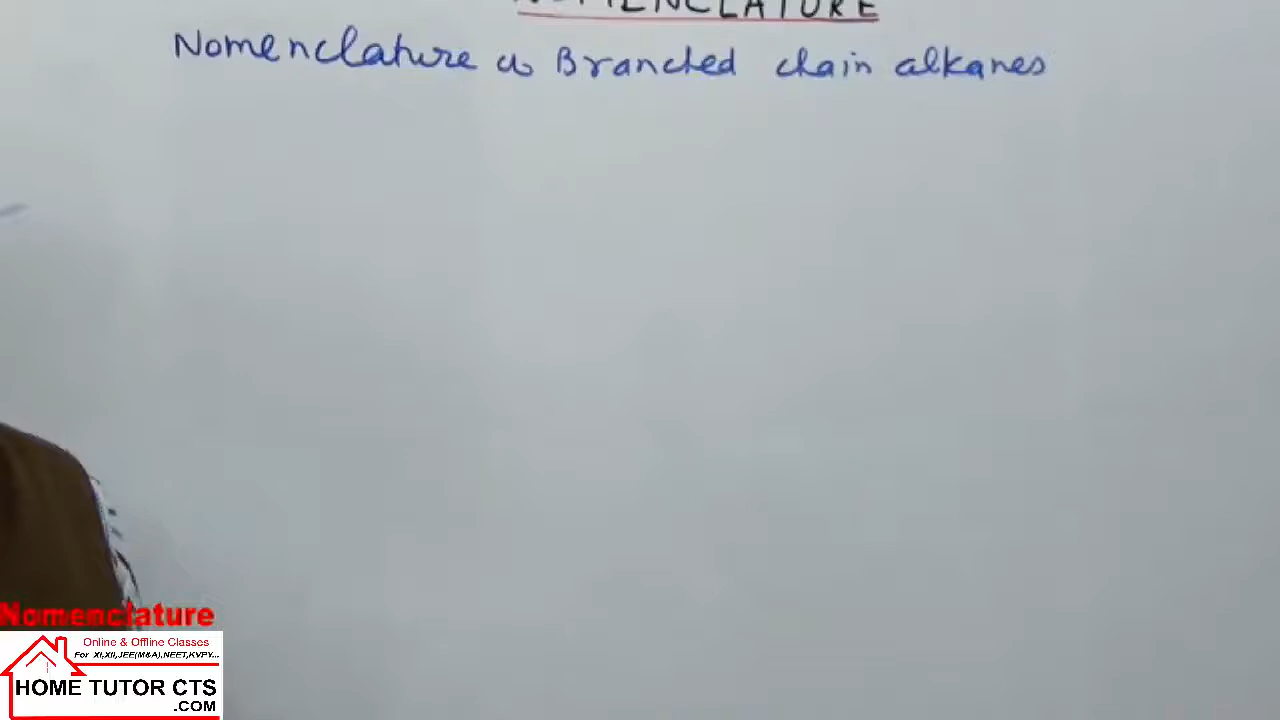 NOMENCLATURE
Nomenclature Branched chain alkanes
Nomenclature
Online & Offline Classes
For XI,XII,JEE(M&A),NEET,KVPY...
HOME TUTOR CTS
.COM